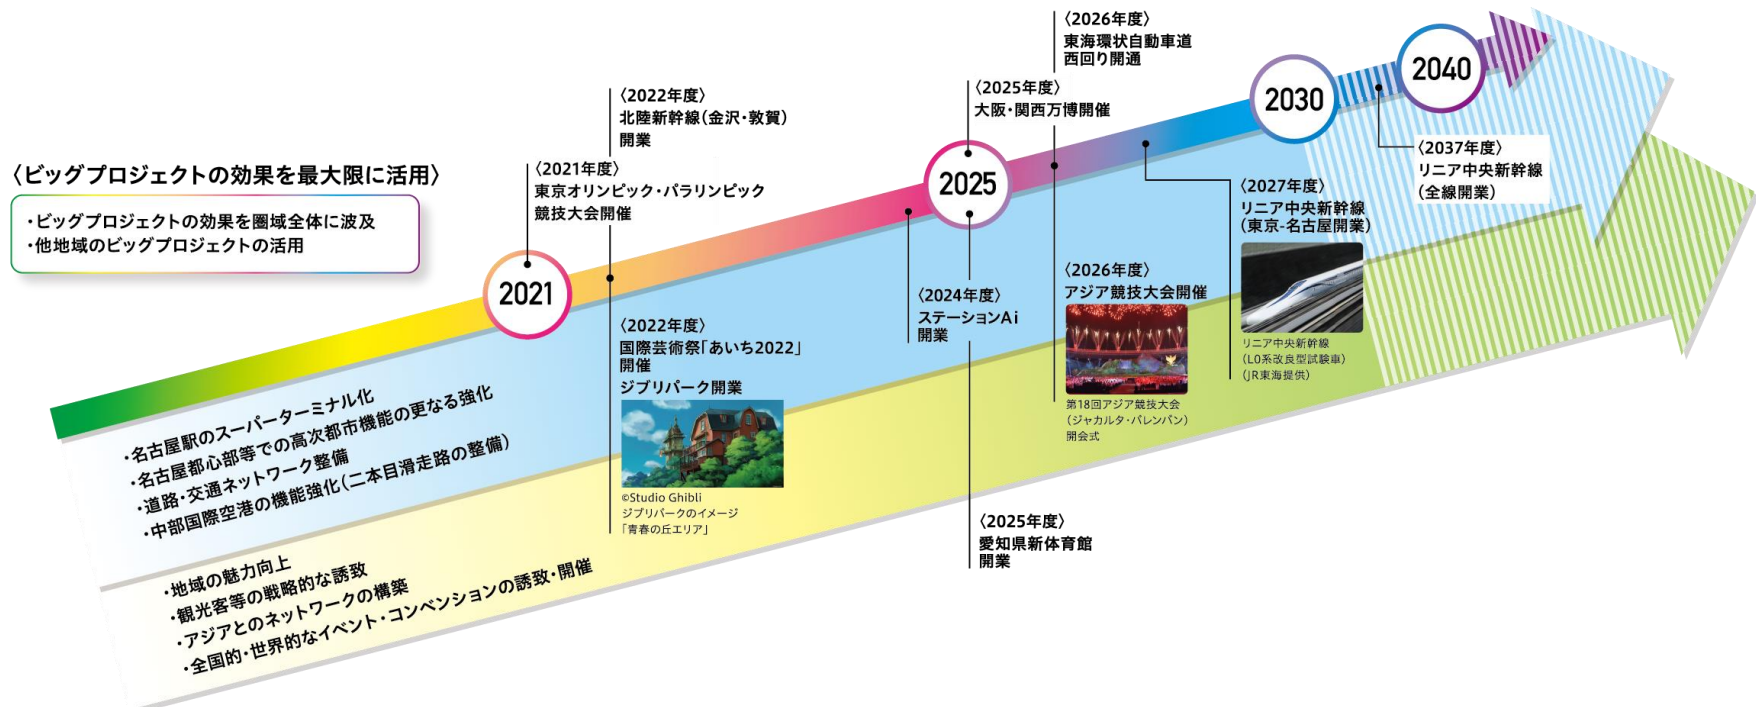 〈ビッグプロジェクトの効果を最大限に活用〉
・ビッグプロジェクトの効果を圏域全体に波及
・他地域のビッグプロジェクトの活用
2021
〈2021年度〉
東京オリンピック・パラリンピック
競技大会開催
〈2022年度〉
北陸新幹線(金沢・敦賀)
開業
〈2022年度〉
国際芸術祭「あいち2022」
開催
ジブリパーク開業
©Studio Ghibli
ジブリパークのイメージ
「青春の丘エリア」
〈2024年度〉
ステーションAi
開業
2025
〈2025年度〉
大阪・関西万博開催
〈2025年度〉
愛知県新体育館
開業
〈2026年度〉
東海環状自動車道
西回り開通
〈2026年度〉
アジア競技大会開催
第18回アジア競技大会
(ジャカルタ・パレンバン)
開会式
〈2027年度〉
リニア中央新幹線
(東京-名古屋開業)
リニア中央新幹線
(L0系改良型試験車)
(JR東海提供)
2030
〈2037年度〉
リニア中央新幹線
(全線開業)
2040
・名古屋駅のスーパーターミナル化
・名古屋都心部等での高次都市機能の更なる強化
・道路・交通ネットワーク整備
・中部国際空港の機能強化(二本目滑走路の整備)
・地域の魅力向上
・観光客等の戦略的な誘致
・アジアとのネットワークの構築
・全国的・世界的なイベント・コンベンションの誘致・開催